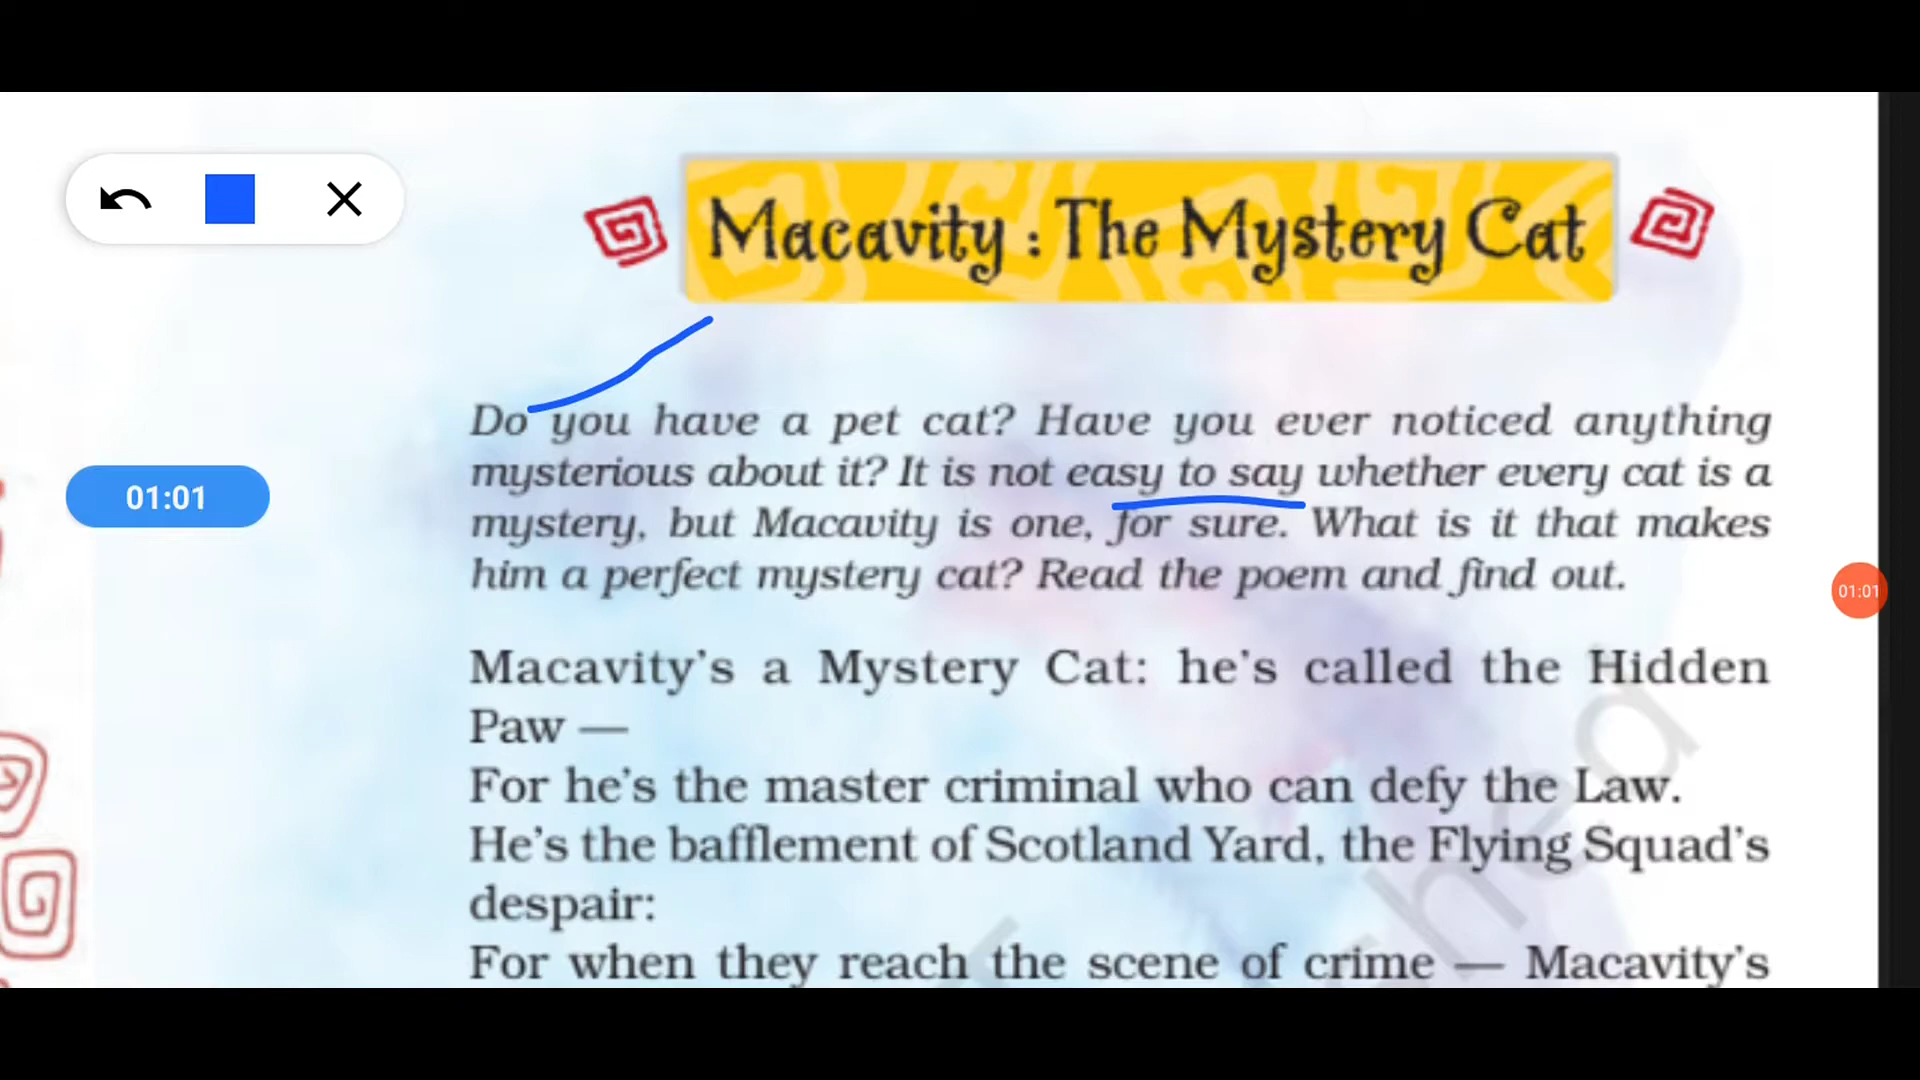 Macavity : The Mystery Cat
01:01
Do you have a pet cat? Have you ever noticed anything
mysterious about it? It is not easy to say whether every cat is a
mystery, but Macavity is one, for sure. What is it that makes
him a perfect mystery cat? Read the poem and find out.
01:01
Macavity's a Mystery Cat: he's called the Hidden
Paw —
For he's the master criminal who can defy the Law.
He's the bafflement of Scotland Yard, the Flying Squad's
despair:
For when they reach the scene of crime — Macavity's